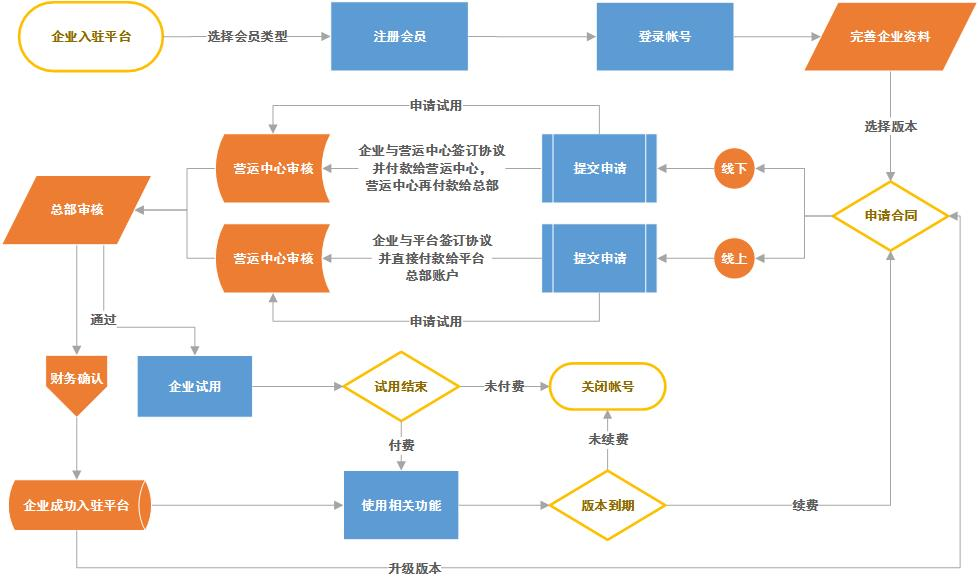 企业入驻平台
选择会员类型
注册会员
登录帐号
完善企业资料
选择版本
申请试用
营运中心审核
企业与营运中心签订协议
并付款给营运中心，
营运中心再付款给总部
提交申请
线下
总部审核
申请合同
营运中心审核
企业与平台签订协议
并直接付款给平台
总部账户
提交申请
线上
申请试用
通过
财务确认
企业试用
试用结束
未付费
关闭帐号
付费
未续费
企业成功入驻平台
使用相关功能
版本到期
续费
升级版本